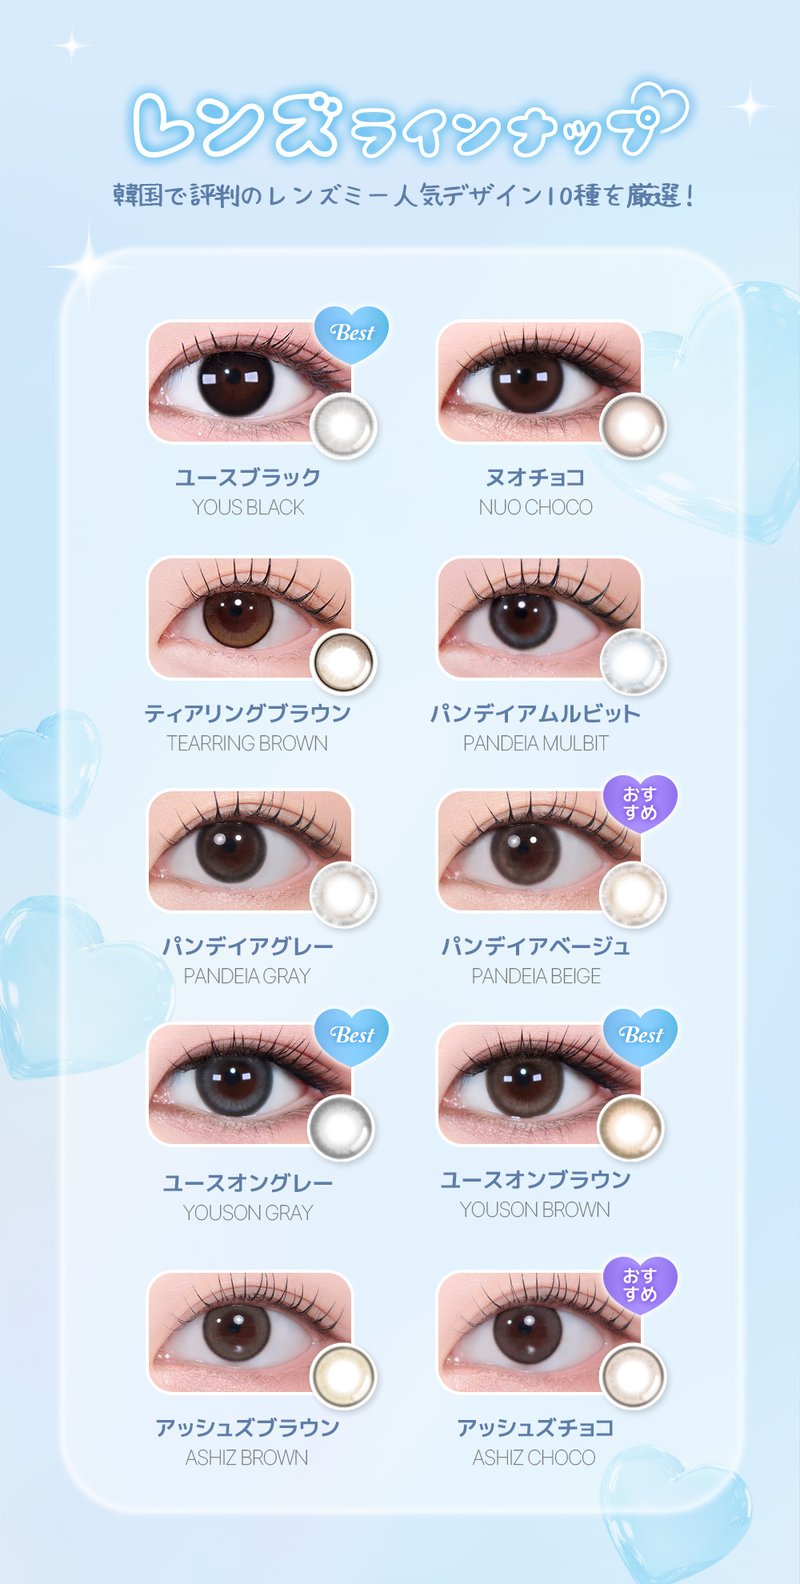 レンズラインナップ
韓国で評判のレンズミー人気デザイン10種を厳選！
Best
ユースブラック
YOUS BLACK
ヌオチョコ
NUO CHOCO
ティアリングブラウン
TEARRING BROWN
パンデイアムルビット
PANDEIA MULBIT
パンデイアグレー
PANDEIA GRAY
おす
すめ
パンデイアベージュ
PANDEIA BEIGE
Best
ユースオングレー
YOUSON GRAY
Best
ユースオンブラウン
YOUSON BROWN
アッシュズブラウン
ASHIZ BROWN
おす
すめ
アッシュズチョコ
ASHIZ CHOCO